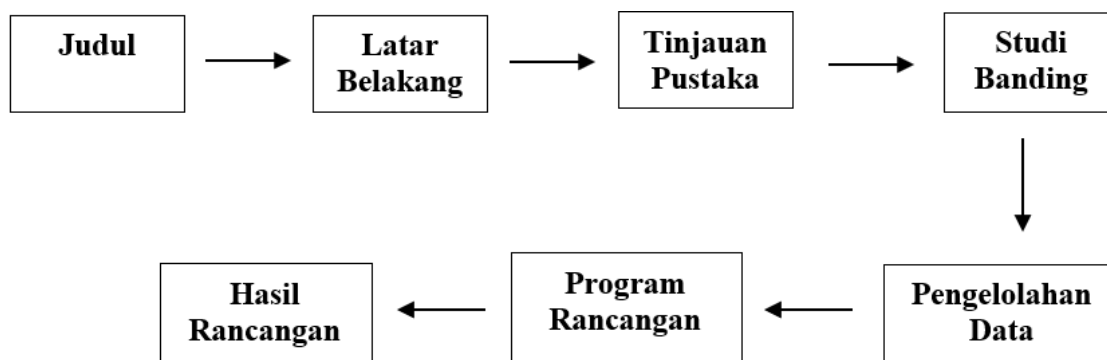 Judul
Latar
Belakang
Tinjauan
Pustaka
Studi
Banding
Pengelolahan
Data
Program
Rancangan
Hasil
Rancangan